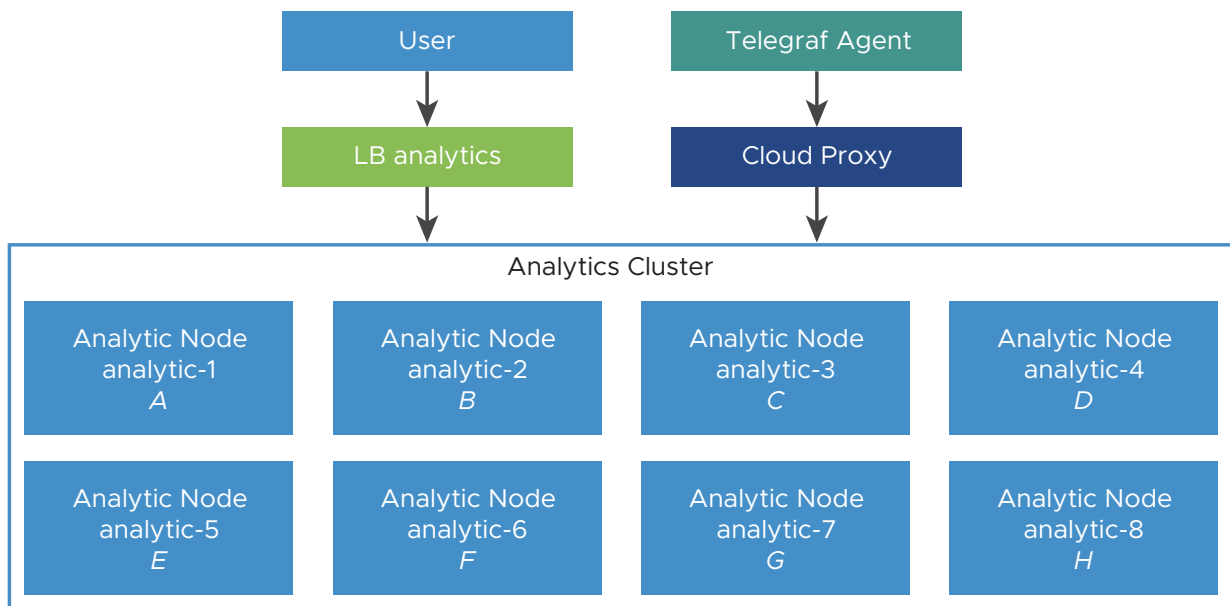 User
Telegraf Agent
LB analytics
Cloud Proxy
Analytics Cluster
Analytic Node
analytic-1
A
Analytic Node
analytic-2
B
Analytic Node
analytic-3
C
Analytic Node
analytic-4
D
Analytic Node
analytic-5
E
Analytic Node
analytic-6
F
Analytic Node
analytic-7
G
Analytic Node
analytic-8
H